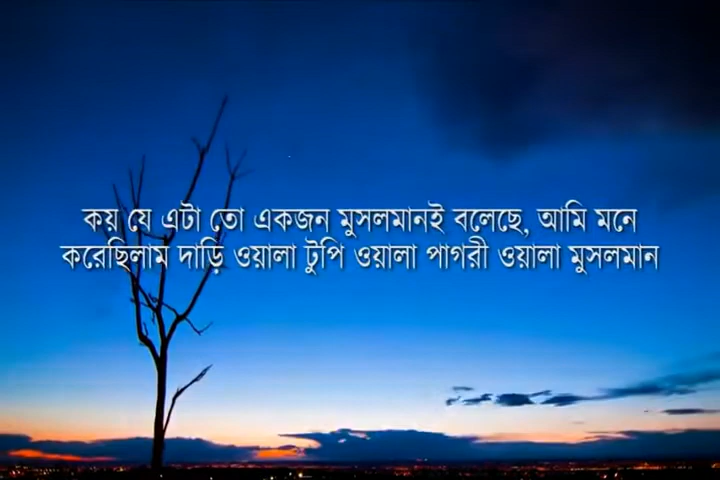 কয় যে এটা তো একজন মুসলমানই বলেছে, আমি মনে
করেছিলাম দাড়ি ওয়ালা টুপি ওয়ালা পাগরী ওয়ালা মুসলমান